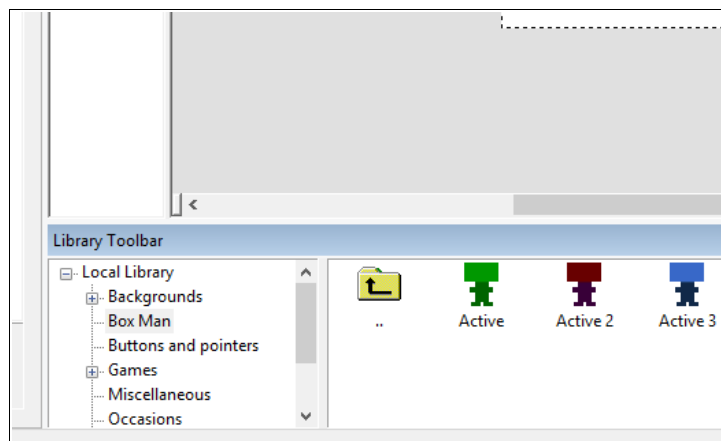 Library Toolbar
Local Library
Backgrounds
Box Man
Buttons and pointers
Games
Miscellaneous
Occasions
..
Active
Active 2
Active 3